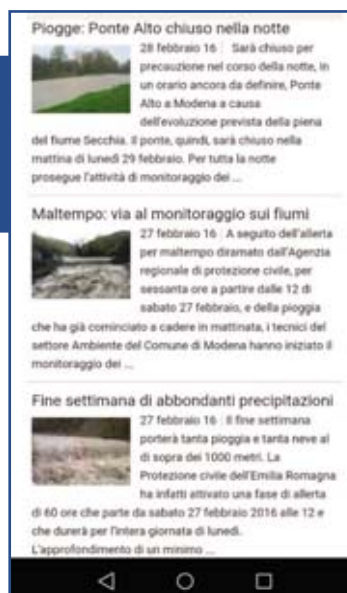 Piogge: Ponte Alto chiuso nella notte
28 febbraio 16 | Sarà chiuso per
precauzione nel corso della notte, in
un orario ancora da definire, Ponte
Alto a Modena a causa
dell'evoluzione prevista della piena
del fiume Secchia. Il ponte, quindi, sarà chiuso nella
mattina di lunedì 29 febbraio. Per tutta la notte
prosegue l'attività di monitoraggio dei ...
Maltempo: via al monitoraggio sui fiumi
27 febbraio 16 | A seguito dell'allerta
per maltempo diramato dall'Agenzia
regionale di protezione civile, per
sessanta ore a partire dalle 12 di
sabato 27 febbraio, e della pioggia
che ha già cominciato a cadere in mattinata, i tecnici del
settore Ambiente del Comune di Modena hanno iniziato il
monitoraggio dei ...
Fine settimana di abbondanti precipitazioni
27 febbraio 16 | Il fine settimana
porterà tanta pioggia e tanta neve al
di sopra dei 1000 metri. La
Protezione civile dell'Emilia Romagna
ha infatti attivato una fase di allerta
di 60 ore che parte da sabato 27 febbraio 2016 alle 12 e
che durerà per l'intera giornata di lunedì.
L'approfondimento di un minimo ...